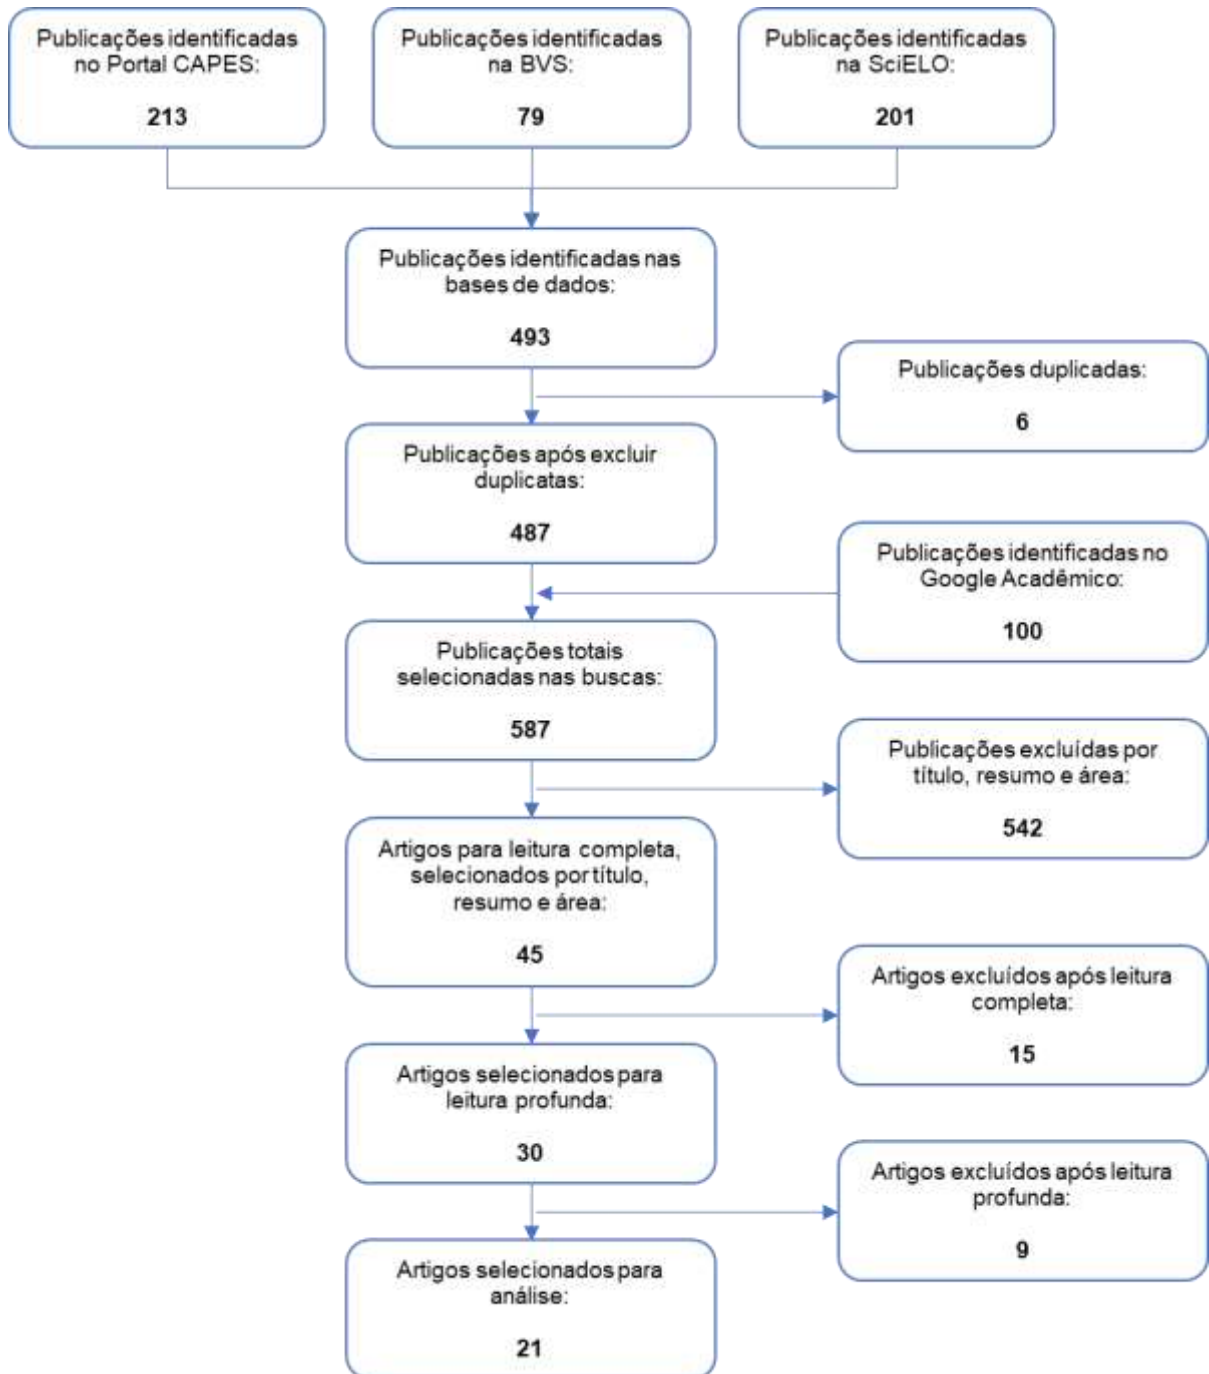 Publicações identificadas
no Portal CAPES:
213
Publicações identificadas
na BVS:
79
Publicações identificadas
na SciELO:
201
Publicações identificadas nas
bases de dados:
493
Publicações duplicadas:
6
Publicações após excluir
duplicatas:
487
Publicações identificadas no
Google Acadêmico:
100
Publicações totais
selecionadas nas buscas:
587
Publicações excluídas por
título, resumo e área:
542
Artigos para leitura completa,
selecionados por título,
resumo e área:
45
Artigos excluídos após leitura
completa:
15
Artigos selecionados para
leitura profunda:
30
Artigos excluídos após leitura
profunda:
9
Artigos selecionados para
análise:
21